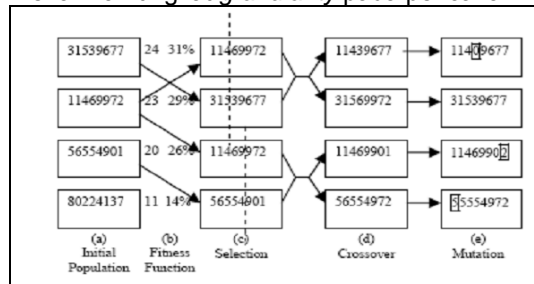 31539677 24 31% 11469972 11439677 11409677
11469972 23 29% 31539677 31569972 31539677
56554901 20 26% 11469972 11469901 11469902
80224137 11 14% 56554901 56554972 55554972
(a) (b) (c) (d) (e)
Initial Fitness Selection Crossover Mutation
Population Function